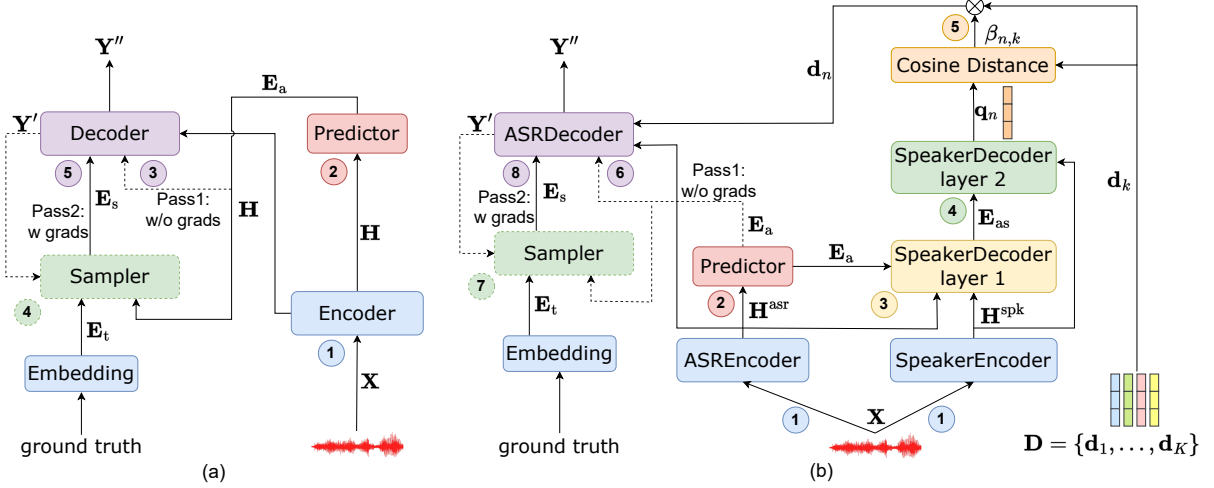 Y′′
Y′
Decoder
E_a
Predictor
5
3
2
Pass2:
w grads
E_s
Pass1:
w/o grads
H
H
Sampler
4
E_t
Encoder
1
Embedding
X
ground truth
(a)
Y′′
Y′
ASRDecoder
8
6
Pass2:
w grads
E_s
Pass1:
w/o grads
E_a
Sampler
7
E_t
Embedding
ground truth
Predictor
2
E_a
H^asr
ASREncoder
1
X
1
SpeakerEncoder
H^spk
3
SpeakerDecoder
layer 1
4
E_as
SpeakerDecoder
layer 2
q_n
Cosine Distance
5
β_{n,k}
d_n
d_k
D = {d_1, . . . , d_K}
(b)